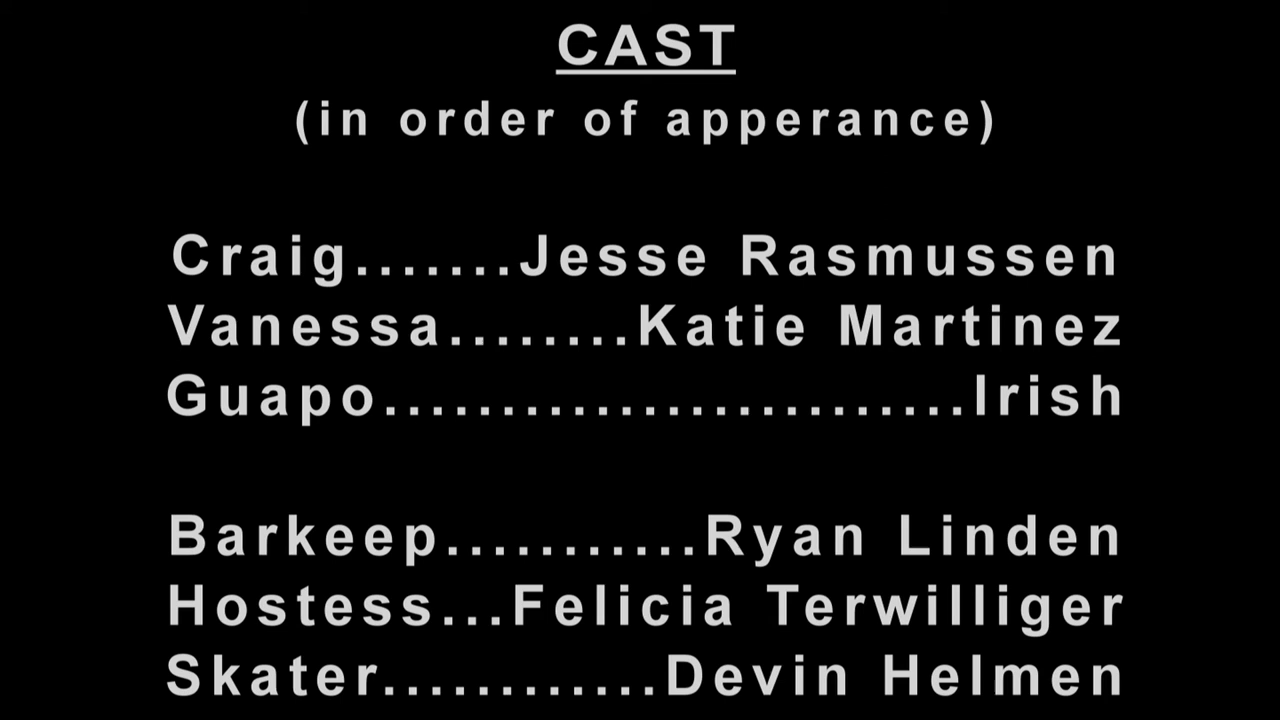 CAST
(in order of apperance)
Craig.......Jesse Rasmussen
Vanessa........Katie Martinez
Guapo.........................Irish
Barkeep...........Ryan Linden
Hostess...Felicia Terwilliger
Skater............Devin Helmen